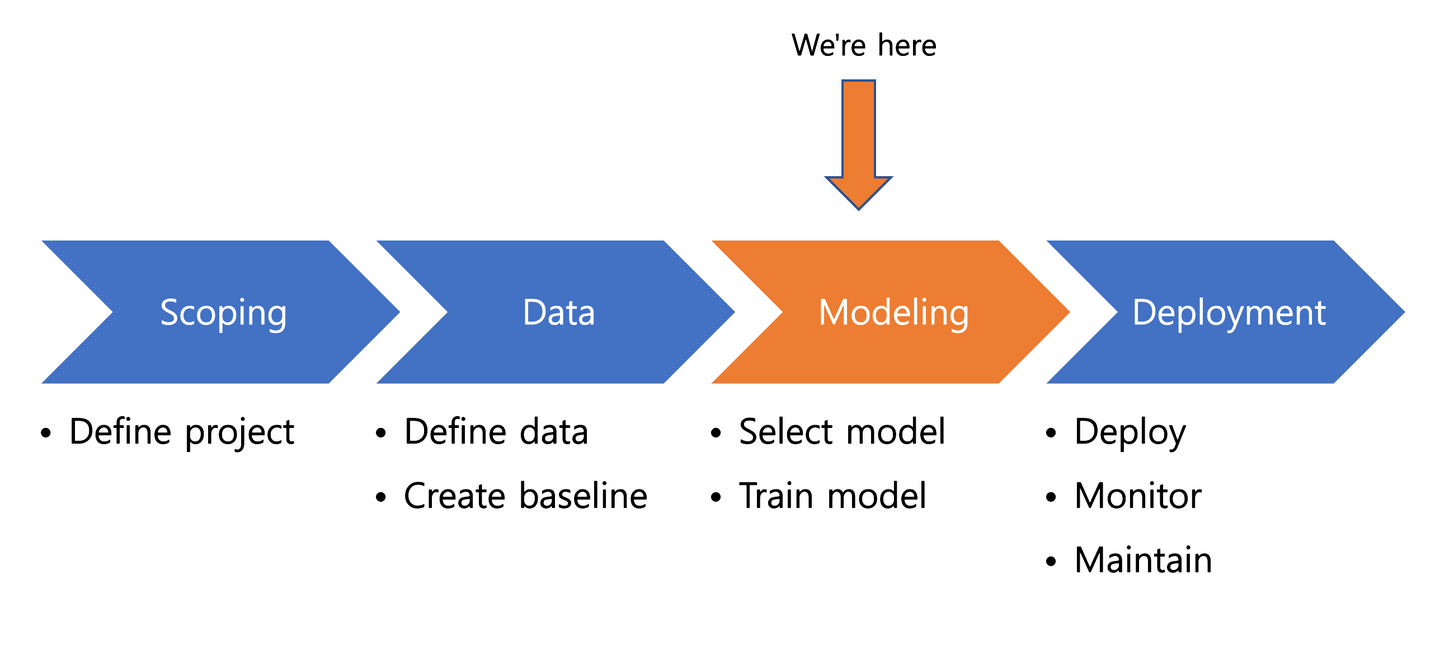 We're here
Scoping
Data
Modeling
Deployment
• Define project
• Define data
• Create baseline
• Select model
• Train model
• Deploy
• Monitor
• Maintain